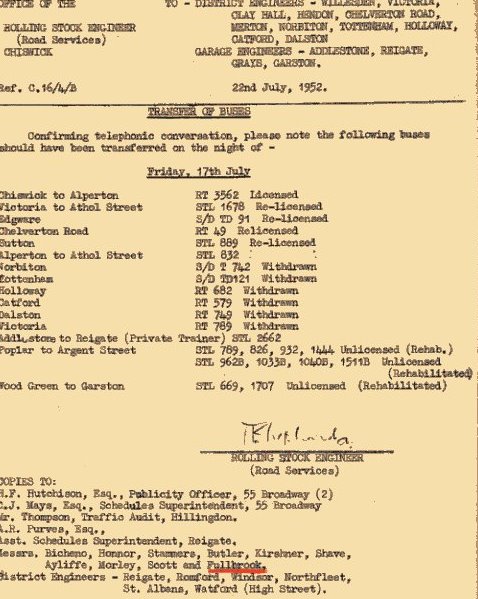 OFFICE OF THE TO - DISTRICT ENGINEERS - WILLESDEN, VICTORIA,
CLAY HALL, HENDON, CHELVERTON ROAD,
ROLLING STOCK ENGINEER MERTON, NORBITON, TOTTENHAM, HOLLOWAY,
(Road Services) CATFORD, DALSTON
CHISWICK GARAGE ENGINEERS - ADDLESTONE, REIGATE,
GRAYS, GARSTON.
Ref. C.16/4/B 22nd July, 1952.
TRANSFER OF BUSES
Confirming telephonic conversation, please note the following buses
should have been transferred on the night of -
Friday, 17th July
Chiswick to Alperton RT 3562 Licensed
Victoria to Athol Street STL 1678 Re-licensed
Edgware S/D TD 91 Re-licensed
Chelverton Road RT 49 Relicensed
Sutton STL 889 Re-licensed
Alperton to Athol Street STL 832
Norbiton S/D T 742 Withdrawn
Tottenham S/D TD121 Withdrawn
Holloway RT 682 Withdrawn
Catford RT 579 Withdrawn
Dalston RT 749 Withdrawn
Victoria RT 789 Withdrawn
Addlestone to Reigate (Private Trainer) STL 2662
Poplar to Argent Street STL 789, 826, 932, 1444 Unlicensed (Rehab.)
STL 962B, 1033B, 1040B, 1511B Unlicensed
(Rehabilitated)
Wood Green to Garston STL 669, 1707 Unlicensed (Rehabilitated)
ROLLING STOCK ENGINEER
(Road Services)
COPIES TO:
H.F. Hutchison, Esq., Publicity Officer, 55 Broadway (2)
C.J. Mays, Esq., Schedules Superintendent, 55 Broadway
Mr. Thompson, Traffic Audit, Hillingdon.
A.R. Purves, Esq.,
Asst. Schedules Superintendent, Reigate.
Messrs. Bicheno, Honnor, Stammers, Butler, Kirshner, Shave,
Ayliffe, Morley, Scott and Fullbrook.
District Engineers - Reigate, Romford, Windsor, Northfleet,
St. Albans, Watford (High Street).